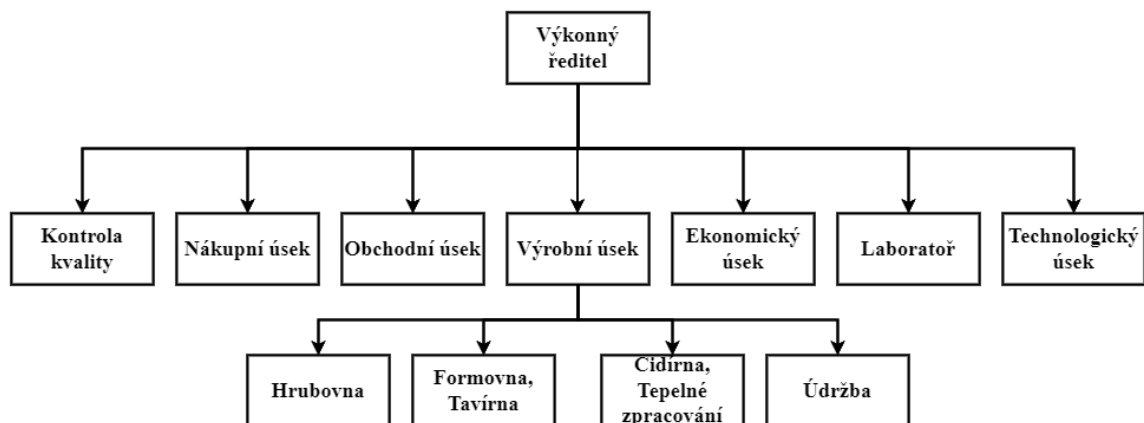 Výkonný
ředitel
Kontrola
kvality
Nákupní úsek
Obchodní úsek
Výrobní úsek
Ekonomický
úsek
Laboratoř
Technologický
úsek
Hrubovna
Formovna,
Tavírna
Cidírna,
Tepelné
zpracování
Údržba